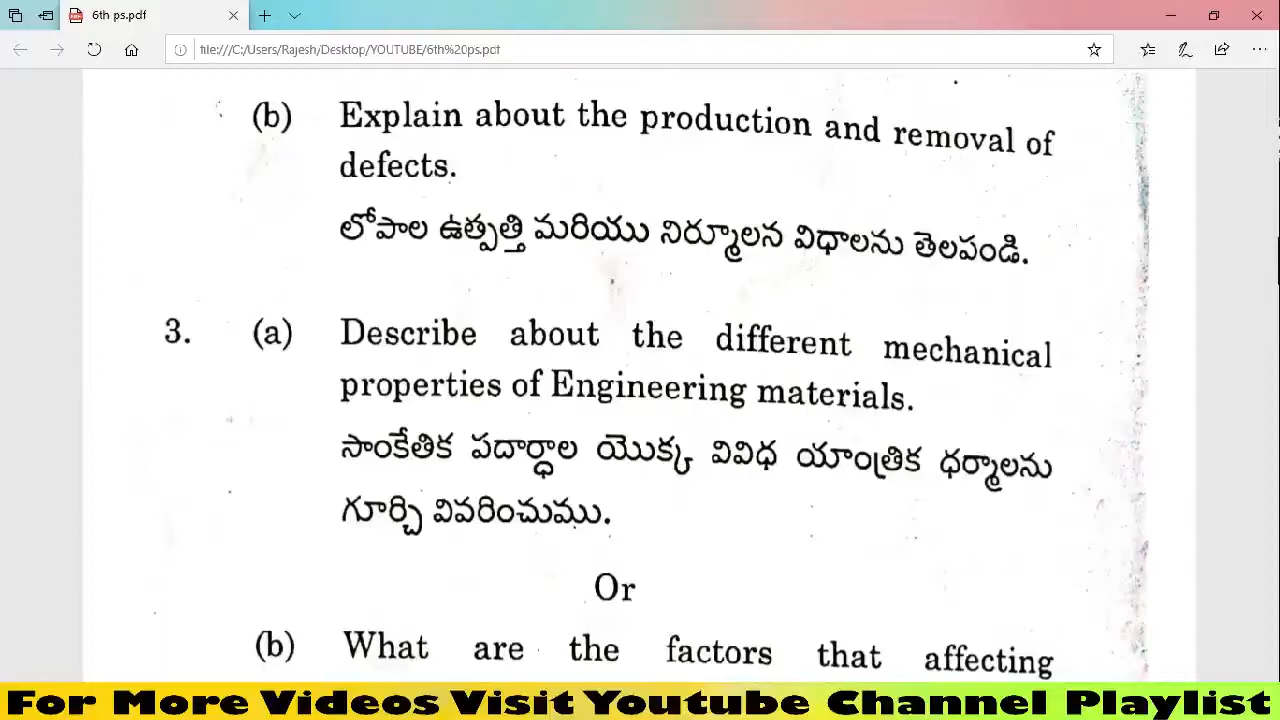 6th ps.pdf
file:///C:/Users/Rajesh/Desktop/YOUTUBE/6th%20ps.pdf
(b) Explain about the production and removal of
defects.
లోపాల ఉత్పత్తి మరియు నిర్మూలన విధాలను తెలపండి.
3. (a) Describe about the different mechanical
properties of Engineering materials.
సాంకేతిక పదార్ధాల యొక్క వివిధ యాంత్రిక ధర్మాలను
గూర్చి వివరించుము.
Or
(b) What are the factors that affecting
For More Videos Visit Youtube Channel Playlist